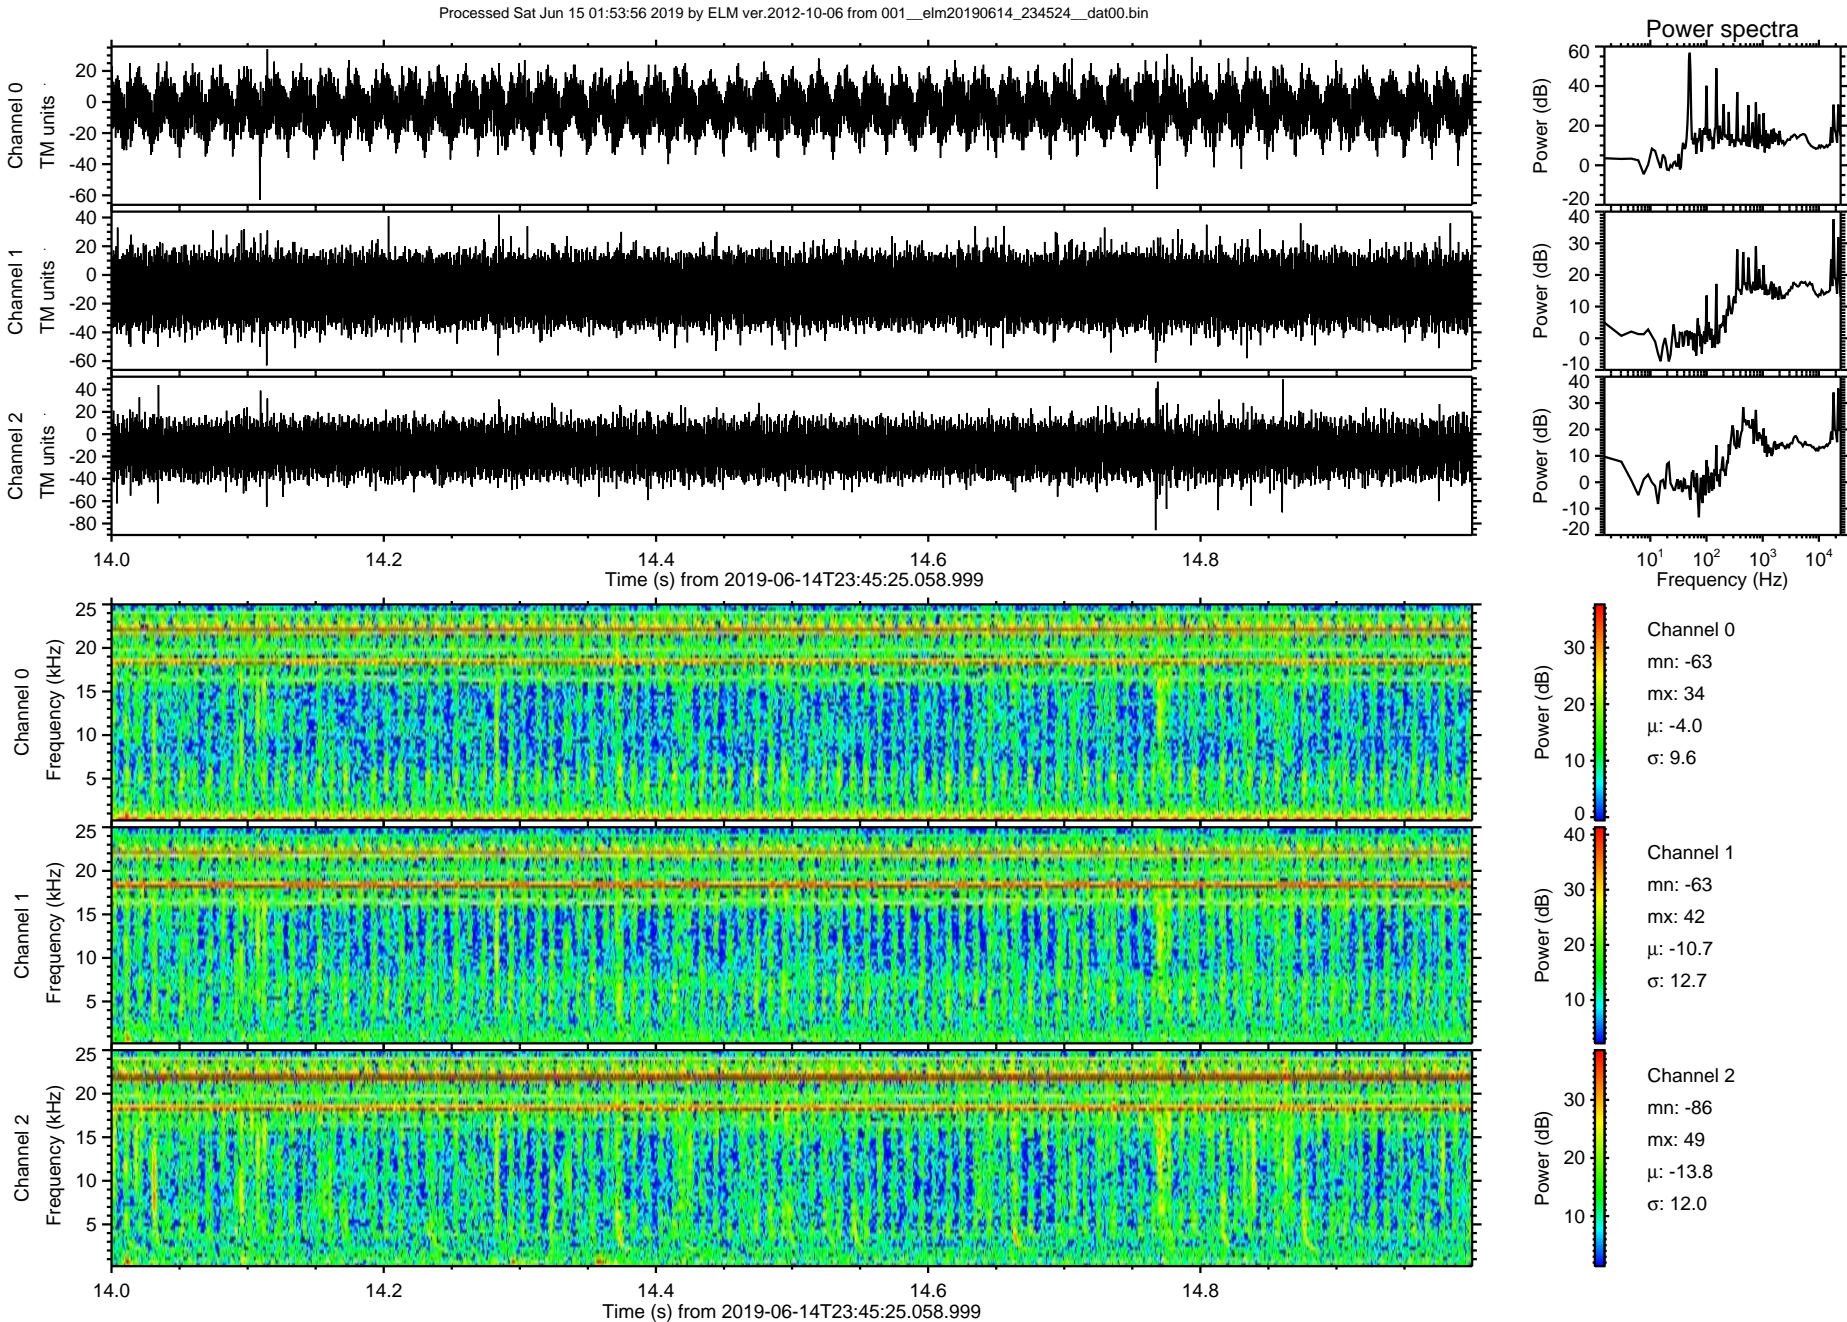 Processed Sat Jun 15 01:53:56 2019 by ELM ver.2012-10-06 from 001__elm20190614_234524__dat00.bin
Power spectra
Channel 0
TM units
20
0
-20
-40
-60
Power (dB)
60
40
20
0
-20
Channel 1
TM units
40
20
0
-20
-40
-60
Power (dB)
40
30
20
10
0
-10
Channel 2
TM units
40
20
0
-20
-40
-60
-80
Power (dB)
40
30
20
10
0
-10
-20
14.0 14.2 14.4 14.6 14.8
Time (s) from 2019-06-14T23:45:25.058.999
10¹ 10² 10³ 10⁴
Frequency (Hz)
Channel 0
Frequency (kHz)
25
20
15
10
5
Power (dB)
30
20
10
0
Channel 0
mn: -63
mx: 34
μ: -4.0
σ: 9.6
Channel 1
Frequency (kHz)
25
20
15
10
5
Power (dB)
40
30
20
10
Channel 1
mn: -63
mx: 42
μ: -10.7
σ: 12.7
Channel 2
Frequency (kHz)
25
20
15
10
5
Power (dB)
30
20
10
Channel 2
mn: -86
mx: 49
μ: -13.8
σ: 12.0
14.0 14.2 14.4 14.6 14.8
Time (s) from 2019-06-14T23:45:25.058.999